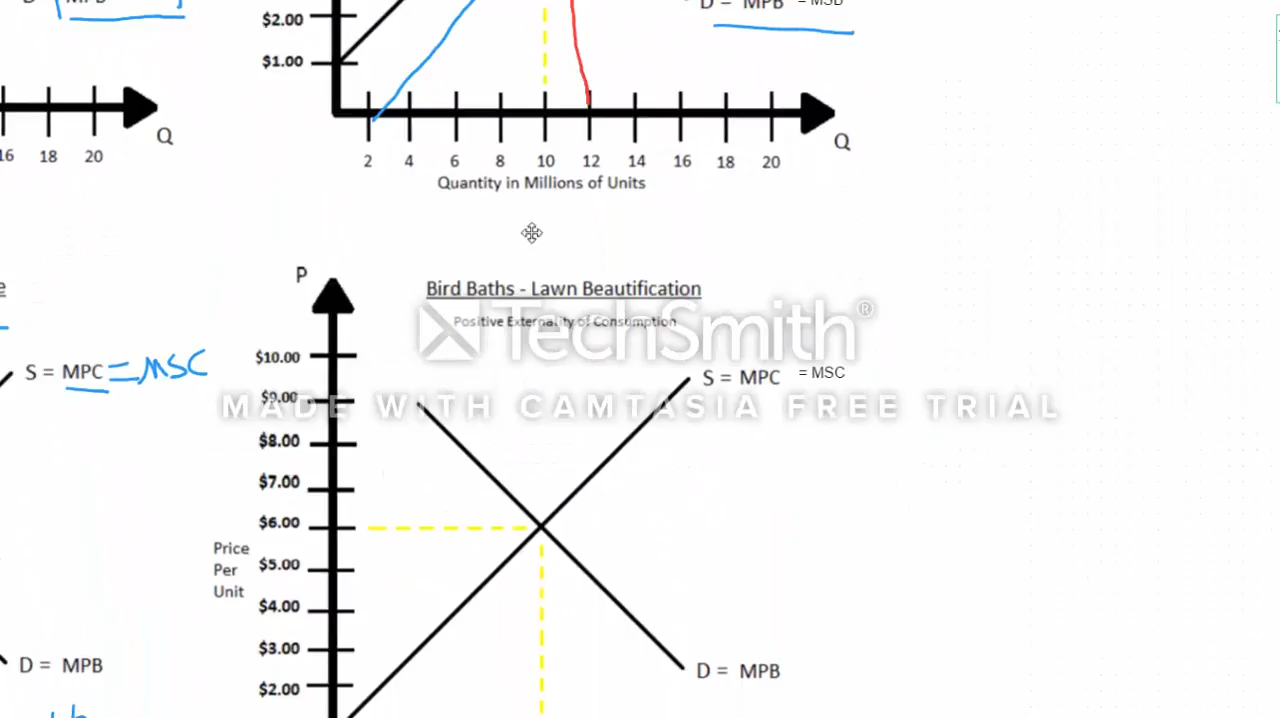 MPB
$2.00
D = MPB = MSB
$1.00
Q
16 18 20
2 4 6 8 10 12 14 16 18 20
Q
Quantity in Millions of Units
P
Bird Baths - Lawn Beautification
Positive Externality of Consumption
TechSmith®
MADE WITH CAMTASIA FREE TRIAL
$10.00
S = MPC = MSC
S = MPC = MSC
$9.00
$8.00
$7.00
$6.00
Price
Per
Unit
$5.00
$4.00
$3.00
D = MPB
D = MPB
$2.00